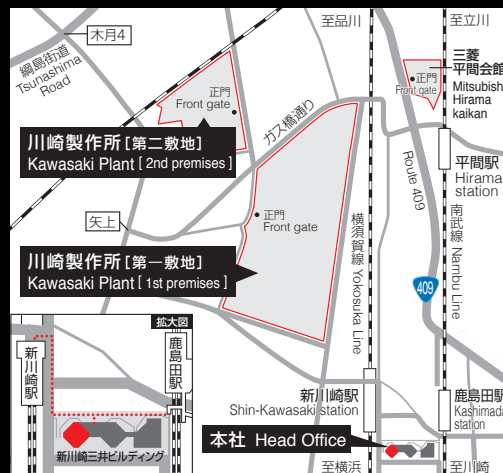 至品川
至立川
木月4
綱島街道
Tsunashima
Road
三菱
平間会館
Mitsubish
Hirama
kaikan
正門
Front gate
正門
Front gate
ガス橋通り
川崎製作所[第二敷地]
Kawasaki Plant [ 2nd premises ]
Route 409
平間駅
Hirama
station
矢上
正門
Front gate
横須賀線 Yokosuka Line
南武線 Nambu Line
川崎製作所[第一敷地]
Kawasaki Plant [ 1st premises ]
409
拡大図
新川崎駅
鹿島田駅
新川崎三井ビルディング
新川崎駅
Shin-Kawasaki station
鹿島田駅
Kashimada
station
本社 Head Office
至横浜
至川崎